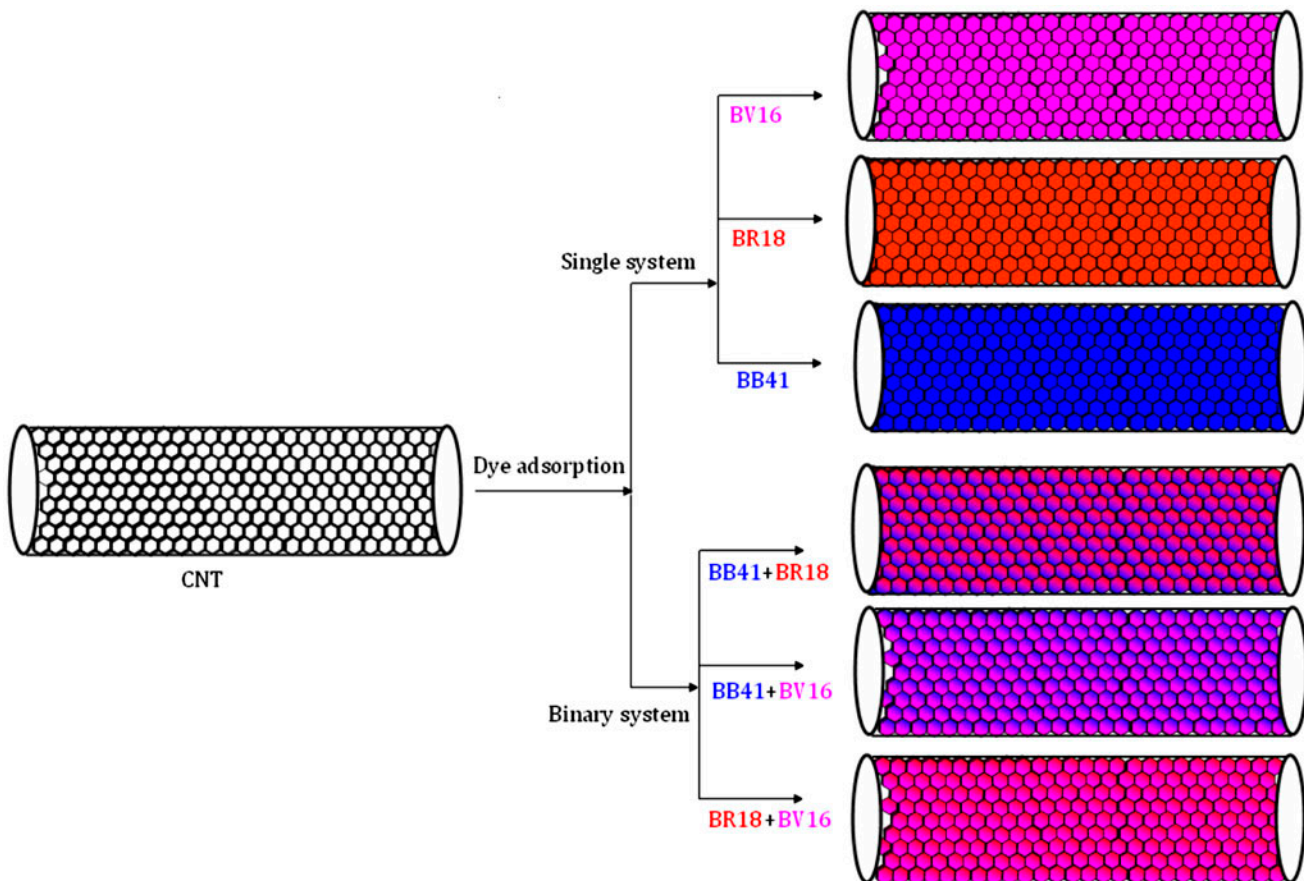 BV16
BR18
Single system
BB41
Dye adsorption
CNT
BB41+BR18
BB41+BV16
Binary system
BR18+BV16